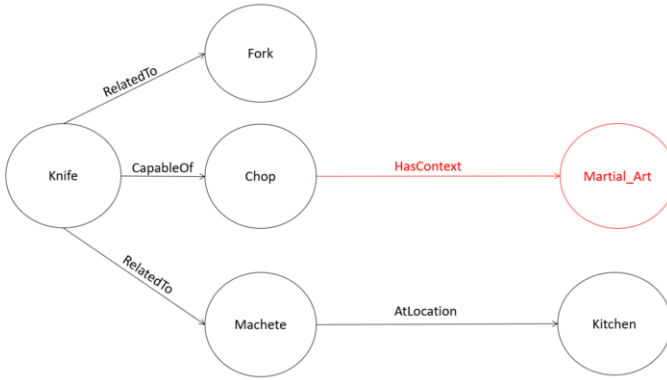 Fork
RelatedTo
Knife
CapableOf
Chop
HasContext
Martial_Art
RelatedTo
Machete
AtLocation
Kitchen